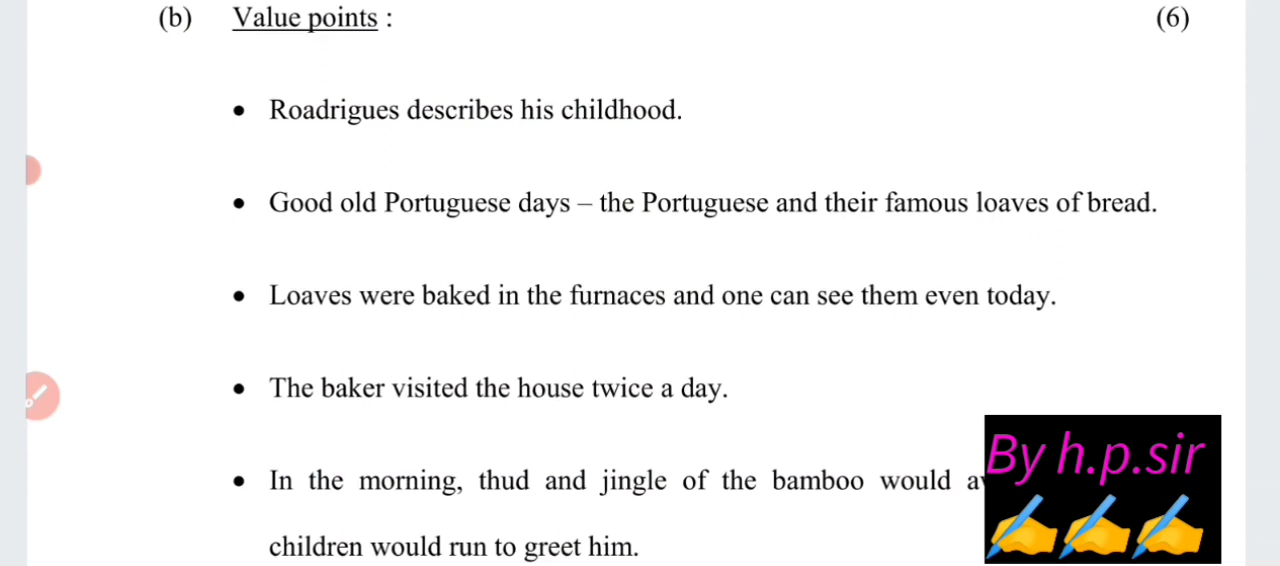 (b) Value points : (6)
• Roadrigues describes his childhood.
• Good old Portuguese days – the Portuguese and their famous loaves of bread.
• Loaves were baked in the furnaces and one can see them even today.
• The baker visited the house twice a day.
• In the morning, thud and jingle of the bamboo would
By h.p.sir
children would run to greet him.